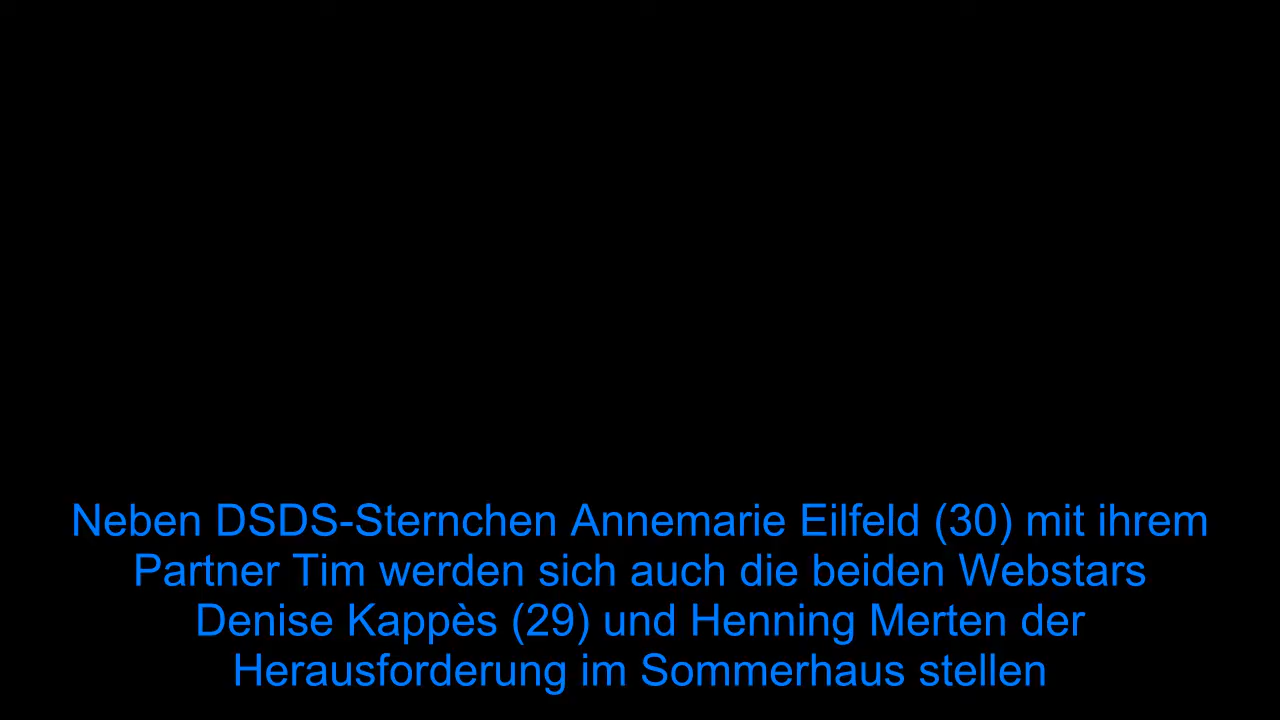 Neben DSDS-Sternchen Annemarie Eilfeld (30) mit ihrem
Partner Tim werden sich auch die beiden Webstars
Denise Kappès (29) und Henning Merten der
Herausforderung im Sommerhaus stellen